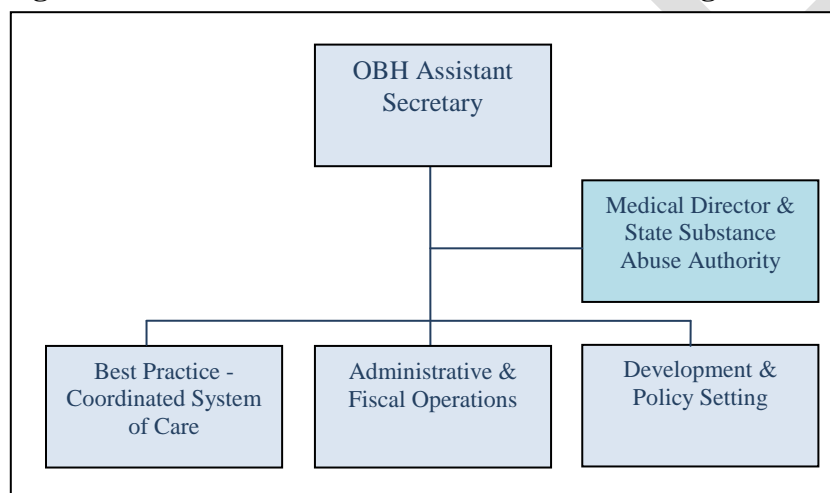 OBH Assistant
Secretary
Medical Director &
State Substance
Abuse Authority
Best Practice -
Coordinated System
of Care
Administrative &
Fiscal Operations
Development &
Policy Setting